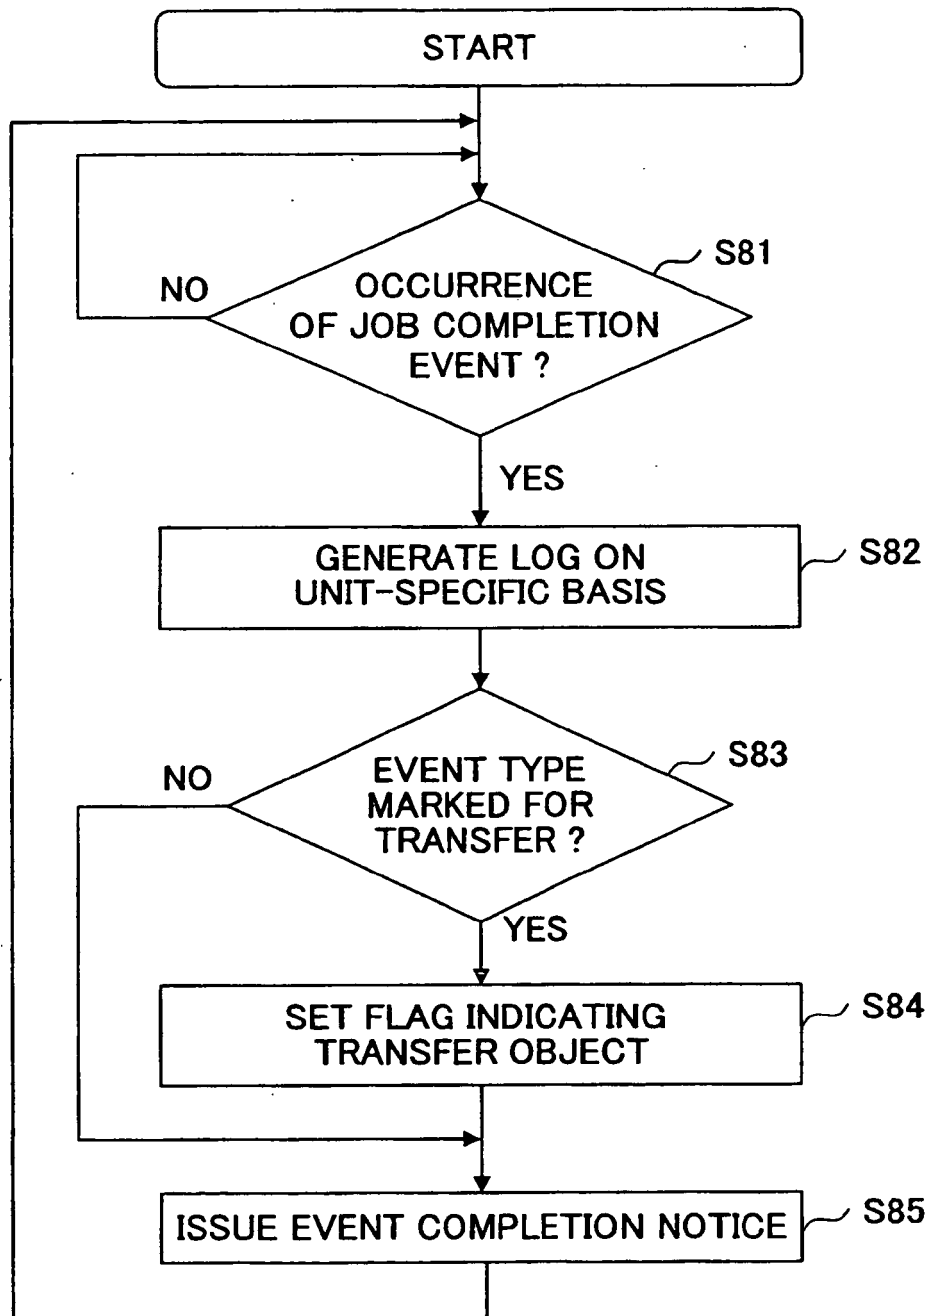 START
S81
NO
OCCURRENCE
OF JOB COMPLETION
EVENT ?
YES
GENERATE LOG ON
UNIT-SPECIFIC BASIS
S82
S83
NO
EVENT TYPE
MARKED FOR
TRANSFER ?
YES
SET FLAG INDICATING
TRANSFER OBJECT
S84
ISSUE EVENT COMPLETION NOTICE
S85